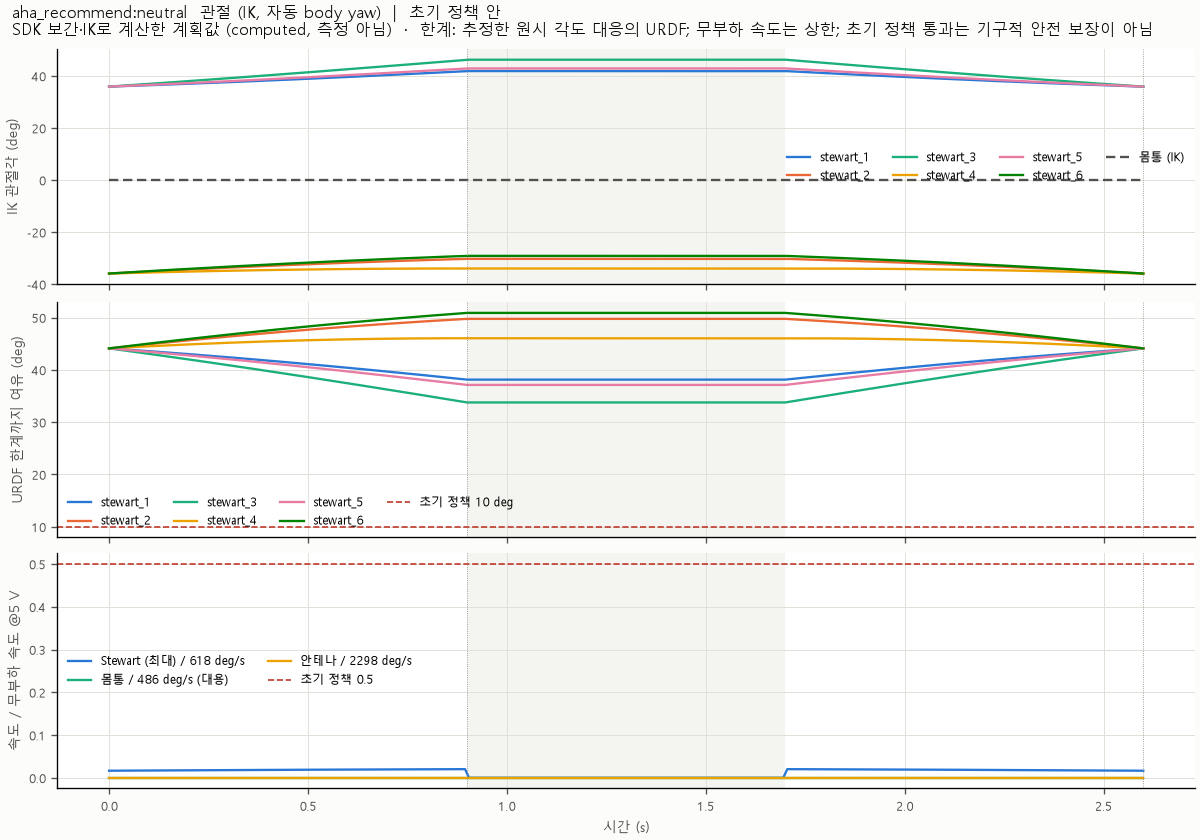 aha_recommend:neutral 관절 (IK, 자동 body yaw) | 초기 정책 안
SDK 보간·IK로 계산한 계획값 (computed, 측정 아님) · 한계: 추정한 원시 각도 대응의 URDF; 무부하 속도는 상한; 초기 정책 통과는 기구적 안전 보장이 아님
IK 관절각 (deg)
40
20
0
-20
-40
stewart_1 stewart_3 stewart_5 몸통 (IK)
stewart_2 stewart_4 stewart_6
URDF 한계까지 여유 (deg)
50
40
30
20
10
stewart_1 stewart_3 stewart_5 초기 정책 10 deg
stewart_2 stewart_4 stewart_6
속도 / 무부하 속도 @5 V
0.5
0.4
0.3
0.2
0.1
0.0
Stewart (최대) / 618 deg/s 안테나 / 2298 deg/s
몸통 / 486 deg/s (대용) 초기 정책 0.5
0.0 0.5 1.0 1.5 2.0 2.5
시간 (s)